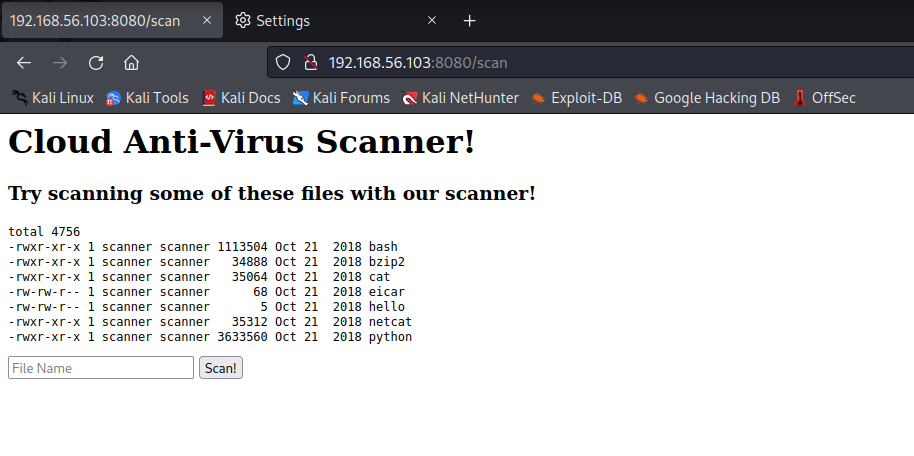 192.168.56.103:8080/scan
Settings
192.168.56.103:8080/scan
Kali Linux Kali Tools Kali Docs Kali Forums Kali NetHunter Exploit-DB Google Hacking DB OffSec
Cloud Anti-Virus Scanner!
Try scanning some of these files with our scanner!
total 4756
-rwxr-xr-x 1 scanner scanner 1113504 Oct 21  2018 bash
-rwxr-xr-x 1 scanner scanner   34888 Oct 21  2018 bzip2
-rwxr-xr-x 1 scanner scanner   35064 Oct 21  2018 cat
-rw-rw-r-- 1 scanner scanner      68 Oct 21  2018 eicar
-rw-rw-r-- 1 scanner scanner       5 Oct 21  2018 hello
-rwxr-xr-x 1 scanner scanner   35312 Oct 21  2018 netcat
-rwxr-xr-x 1 scanner scanner 3633560 Oct 21  2018 python
File Name Scan!